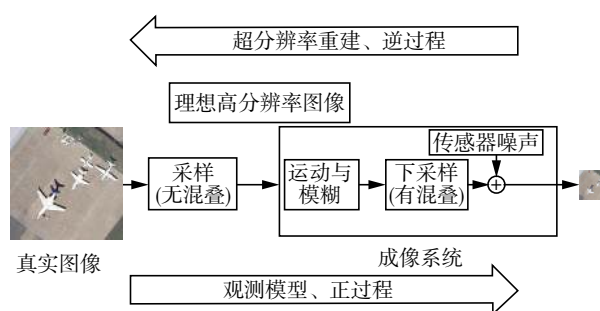 超分辨率重建、逆过程
理想高分辨率图像
传感器噪声
采样
(无混叠)
运动与
模糊
下采样
(有混叠)
真实图像
成像系统
观测模型、正过程